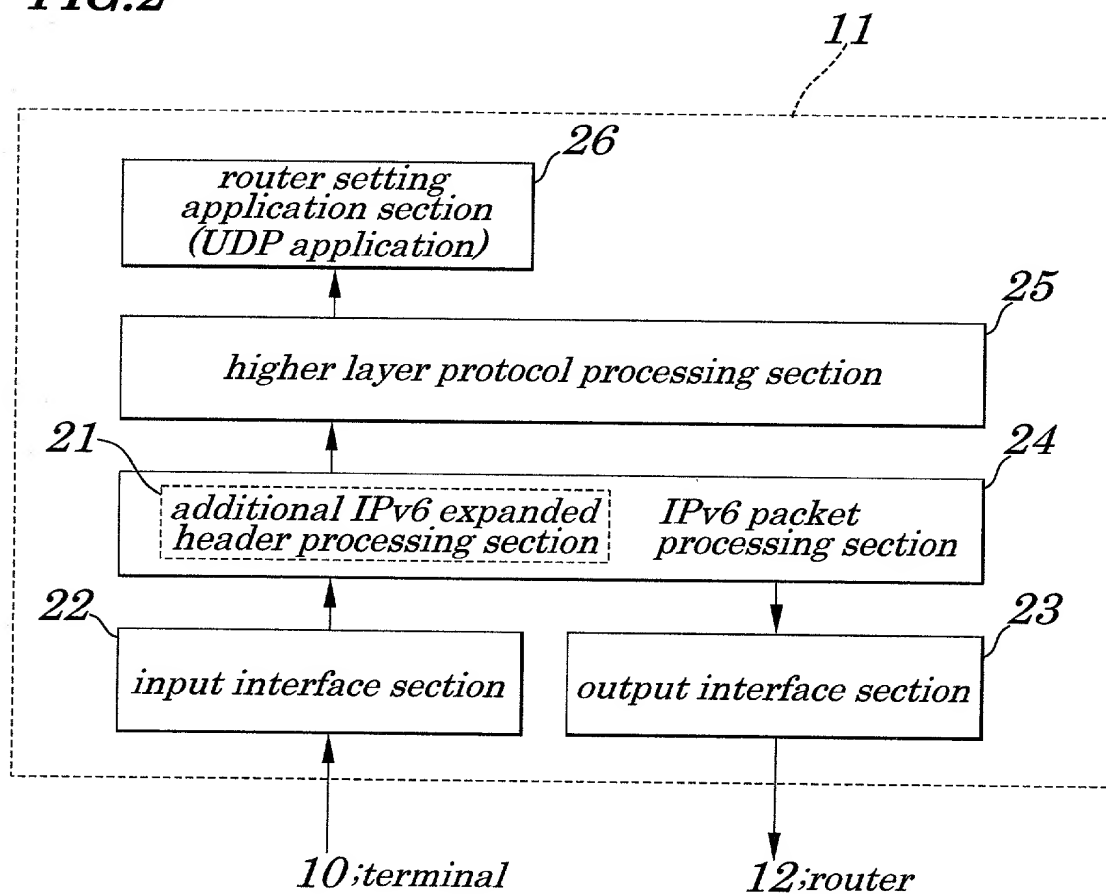 FIG.2
11
26
router setting
application section
(UDP application)
25
higher layer protocol processing section
21
24
additional IPv6 expanded
header processing section
IPv6 packet
processing section
22
23
input interface section
output interface section
10;terminal
12;router